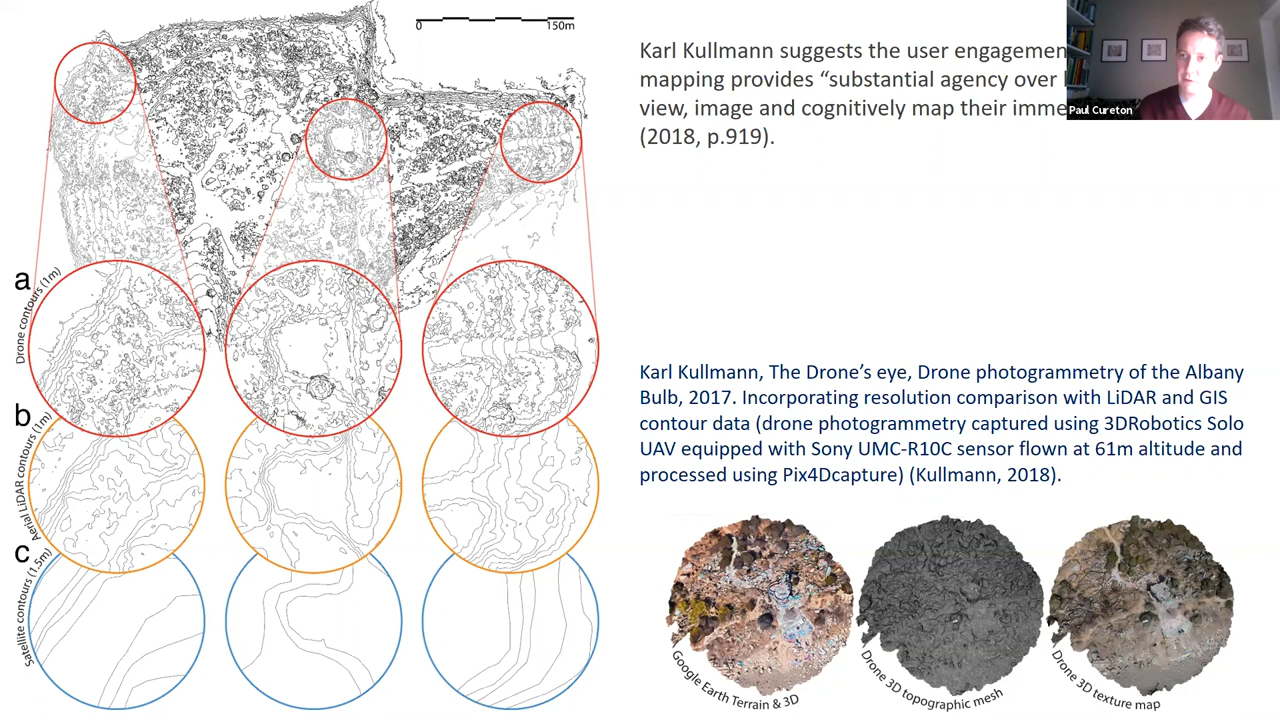 0 150m
Karl Kullmann suggests the user engagemen
mapping provides “substantial agency over
view, image and cognitively map their imme
(2018, p.919).
Paul Cureton
a
Drone contours (1m)
b
Aerial LiDAR contours (1m)
c
Satellite contours (1.5m)
Karl Kullmann, The Drone’s eye, Drone photogrammetry of the Albany
Bulb, 2017. Incorporating resolution comparison with LiDAR and GIS
contour data (drone photogrammetry captured using 3DRobotics Solo
UAV equipped with Sony UMC-R10C sensor flown at 61m altitude and
processed using Pix4Dcapture) (Kullmann, 2018).
Google Earth Terrain & 3D
Drone 3D topographic mesh
Drone 3D texture map